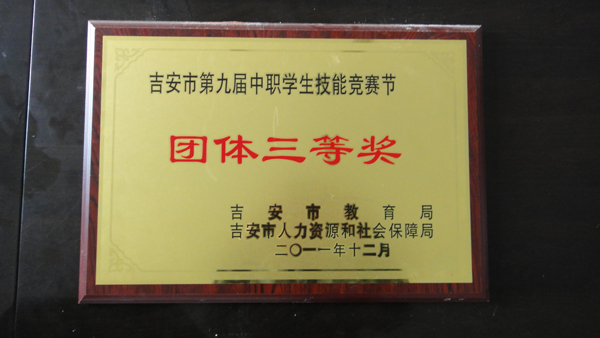 吉安市第九届中职学生技能竞赛节
团体三等奖
吉安市教育局
吉安市人力资源和社会保障局
二〇一一年十二月